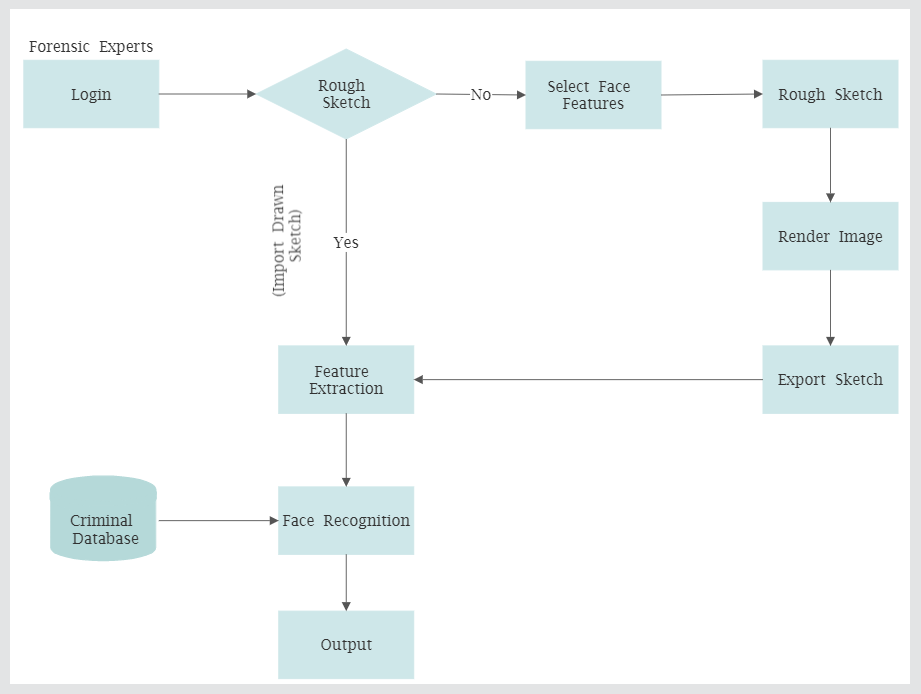 Forensic Experts
Login
Rough
Sketch
No
Select Face
Features
Rough Sketch
(Import Drawn
Sketch)
Yes
Render Image
Feature
Extraction
Export Sketch
Criminal
Database
Face Recognition
Output